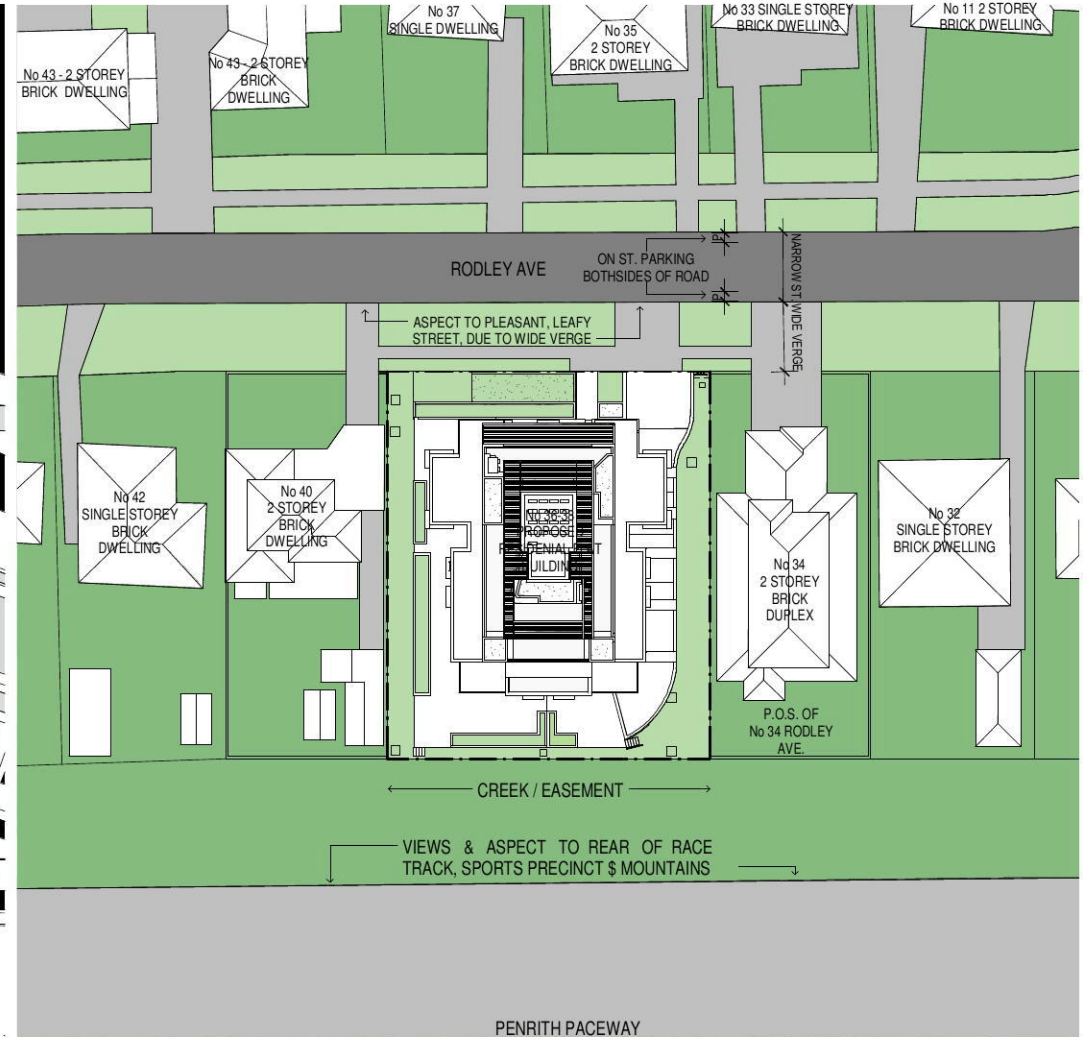 No 37
SINGLE DWELLING
No 33 SINGLE STOREY
BRICK DWELLING
No 11 2 STOREY
BRICK DWELLING
No 35
2 STOREY
BRICK DWELLING
No 43 - 2 STOREY
BRICK DWELLING
No 43 - 2 STOREY
BRICK
DWELLING
RODLEY AVE
ON ST. PARKING
BOTHSIDES OF ROAD
P
P
NARROW ST.
WIDE VERGE
ASPECT TO PLEASANT, LEAFY
STREET, DUE TO WIDE VERGE
No 42
SINGLE STOREY
BRICK
DWELLING
No 40
2 STOREY
BRICK
DWELLING
No 36-38
PROPOSED
BUILDING
No 34
2 STOREY
BRICK
DUPLEX
No 32
SINGLE STOREY
BRICK DWELLING
P.O.S. OF
No 34 RODLEY
AVE.
CREEK / EASEMENT
VIEWS & ASPECT TO REAR OF RACE
TRACK, SPORTS PRECINCT $ MOUNTAINS
PENRITH PACEWAY